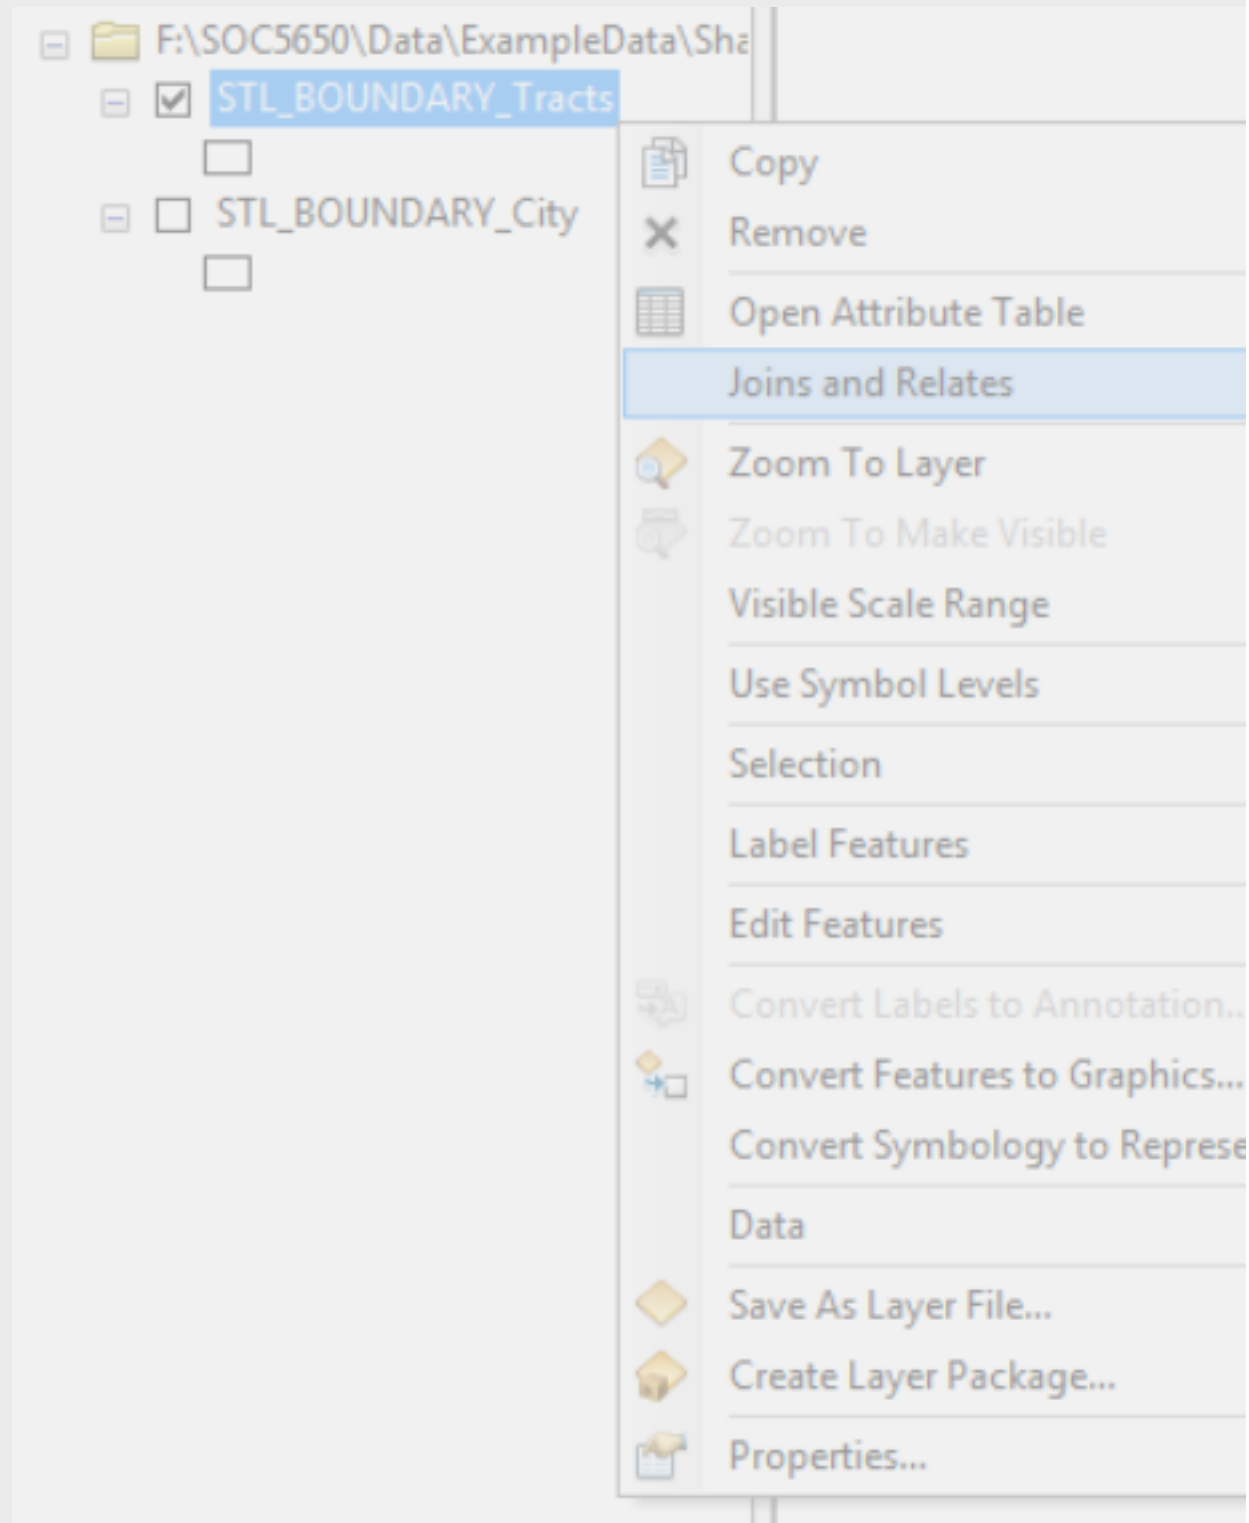 F:\SOC5650\Data\ExampleData\Sha
STL_BOUNDARY_Tracts
STL_BOUNDARY_City
Copy
Remove
Open Attribute Table
Joins and Relates
Zoom To Layer
Zoom To Make Visible
Visible Scale Range
Use Symbol Levels
Selection
Label Features
Edit Features
Convert Labels to Annotation...
Convert Features to Graphics...
Convert Symbology to Represe
Data
Save As Layer File...
Create Layer Package...
Properties...